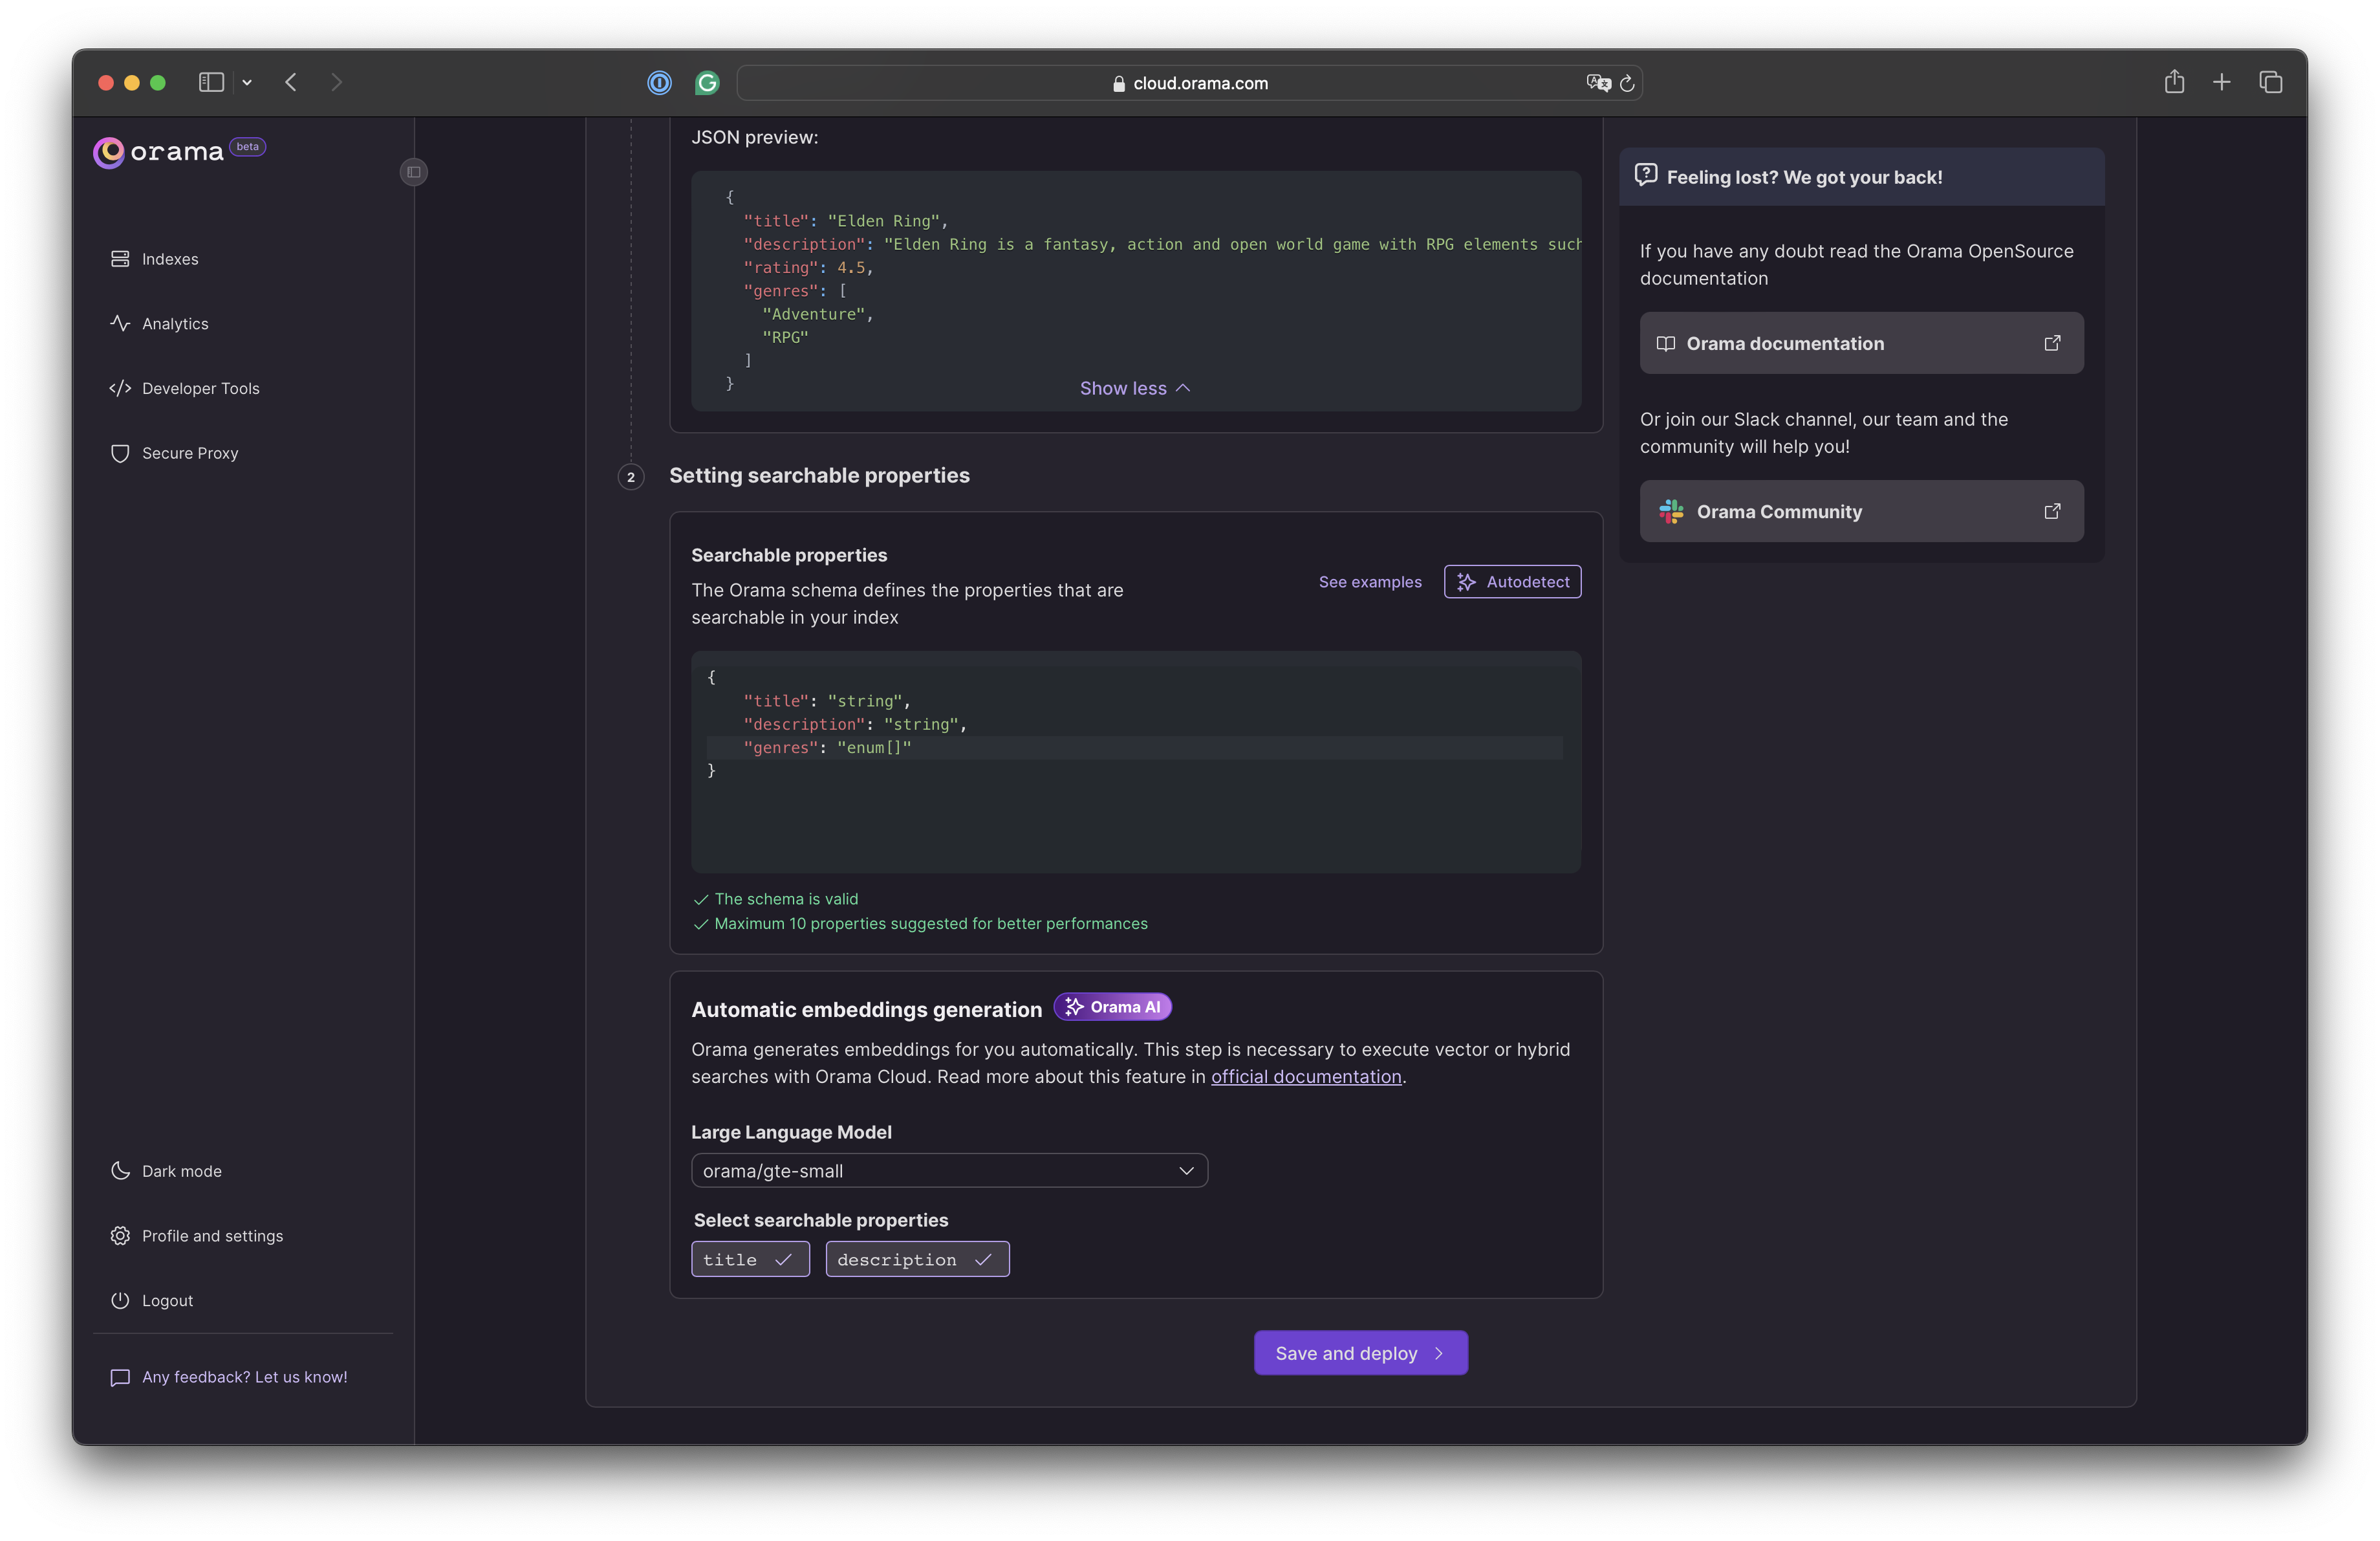 cloud.orama.com
orama beta
Indexes
Analytics
Developer Tools
Secure Proxy
Dark mode
Profile and settings
Logout
Any feedback? Let us know!
JSON preview:
{
"title": "Elden Ring",
"description": "Elden Ring is a fantasy, action and open world game with RPG elements such
"rating": 4.5,
"genres": [
"Adventure",
"RPG"
]
}
Show less
2 Setting searchable properties
Searchable properties
The Orama schema defines the properties that are
searchable in your index
See examples
Autodetect
{
"title": "string",
"description": "string",
"genres": "enum[]"
}
The schema is valid
Maximum 10 properties suggested for better performances
Automatic embeddings generation Orama AI
Orama generates embeddings for you automatically. This step is necessary to execute vector or hybrid
searches with Orama Cloud. Read more about this feature in official documentation.
Large Language Model
orama/gte-small
Select searchable properties
title description
Save and deploy
Feeling lost? We got your back!
If you have any doubt read the Orama OpenSource
documentation
Orama documentation
Or join our Slack channel, our team and the
community will help you!
Orama Community